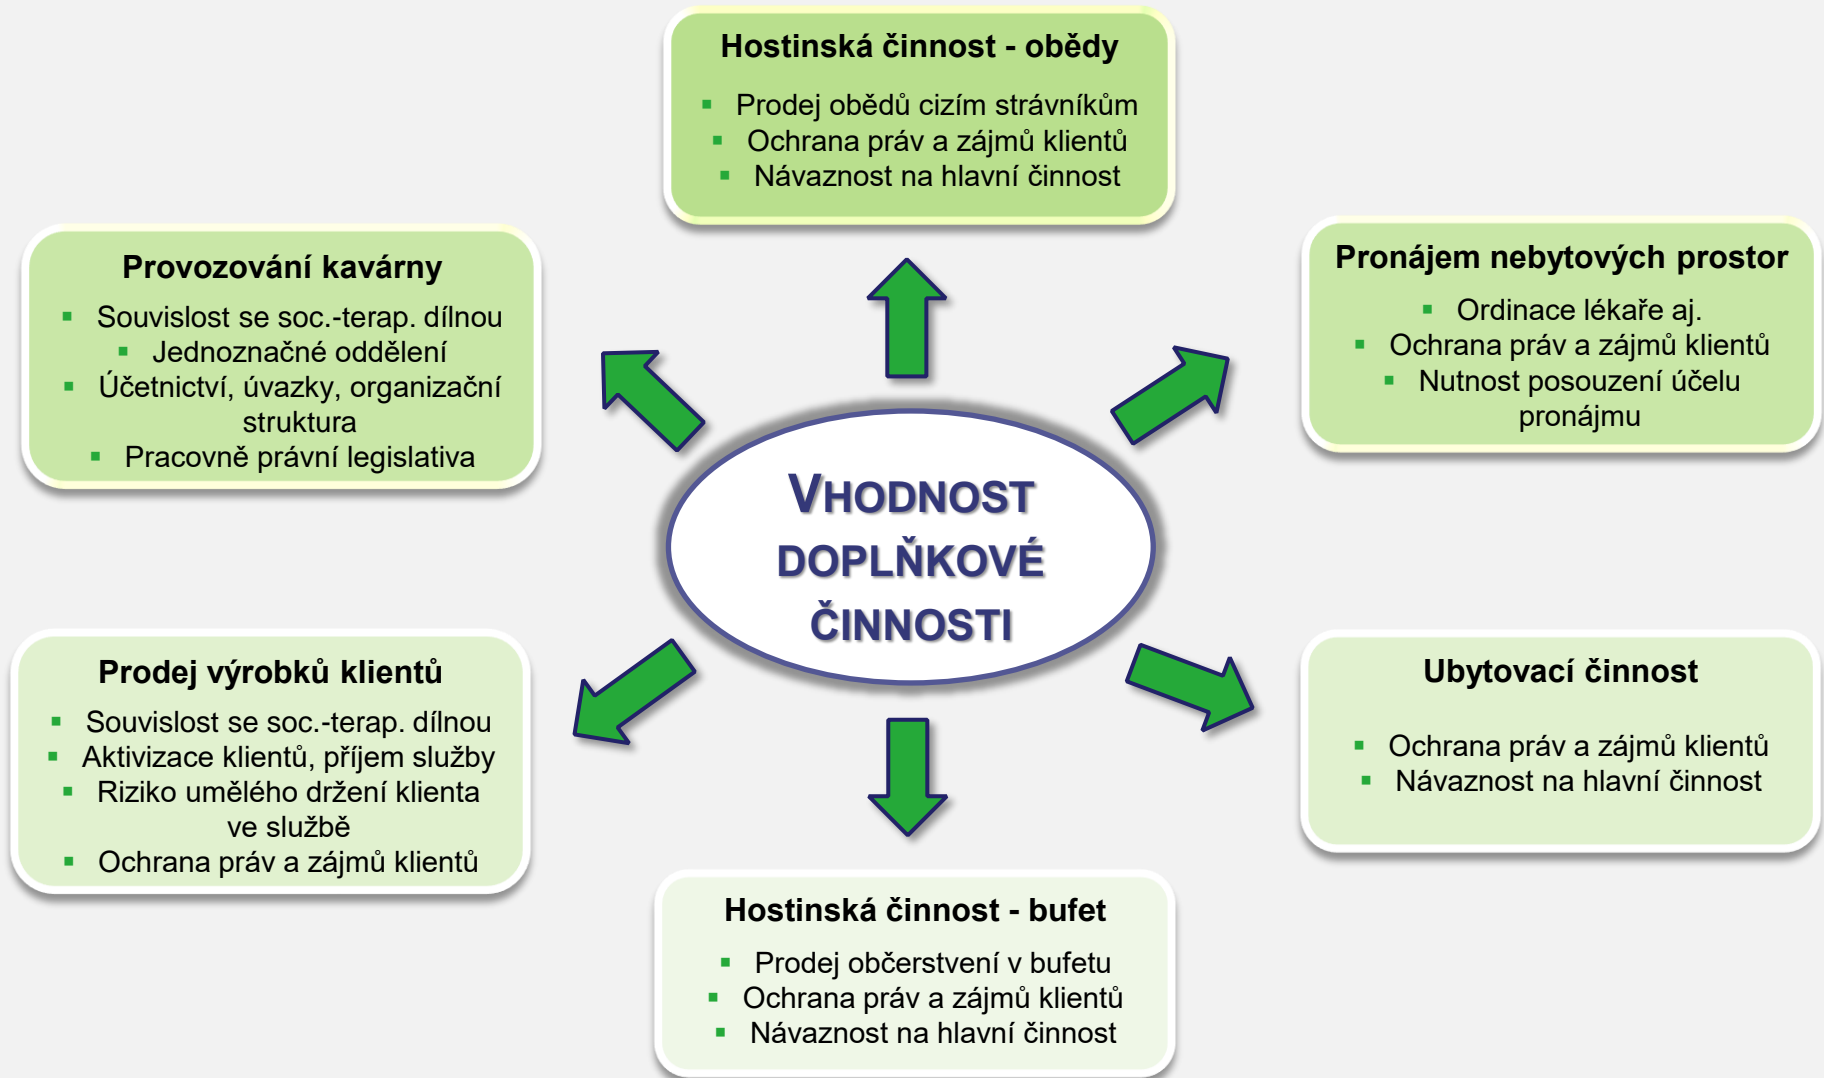 Hostinská činnost - obědy
▪ Prodej obědů cizím strávníkům
▪ Ochrana práv a zájmů klientů
▪ Návaznost na hlavní činnost
Provozování kavárny
▪ Souvislost se soc.-terap. dílnou
▪ Jednoznačné oddělení
▪ Účetnictví, úvazky, organizační
struktura
▪ Pracovně právní legislativa
Pronájem nebytových prostor
▪ Ordinace lékaře aj.
▪ Ochrana práv a zájmů klientů
▪ Nutnost posouzení účelu
pronájmu
VHODNOST
DOPLŇKOVÉ
ČINNOSTI
Prodej výrobků klientů
▪ Souvislost se soc.-terap. dílnou
▪ Aktivizace klientů, příjem služby
▪ Riziko umělého držení klienta
ve službě
▪ Ochrana práv a zájmů klientů
Ubytovací činnost
▪ Ochrana práv a zájmů klientů
▪ Návaznost na hlavní činnost
Hostinská činnost - bufet
▪ Prodej občerstvení v bufetu
▪ Ochrana práv a zájmů klientů
▪ Návaznost na hlavní činnost